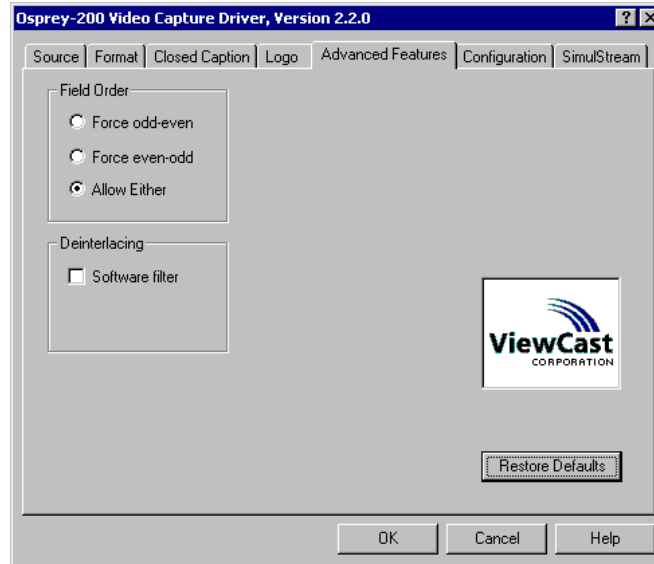 Osprey-200 Video Capture Driver, Version 2.2.0
Source Format Closed Caption Logo Advanced Features Configuration SimulStream
Field Order
Force odd-even
Force even-odd
Allow Either
Deinterlacing
Software filter
ViewCast
CORPORATION
Restore Defaults
OK Cancel Help